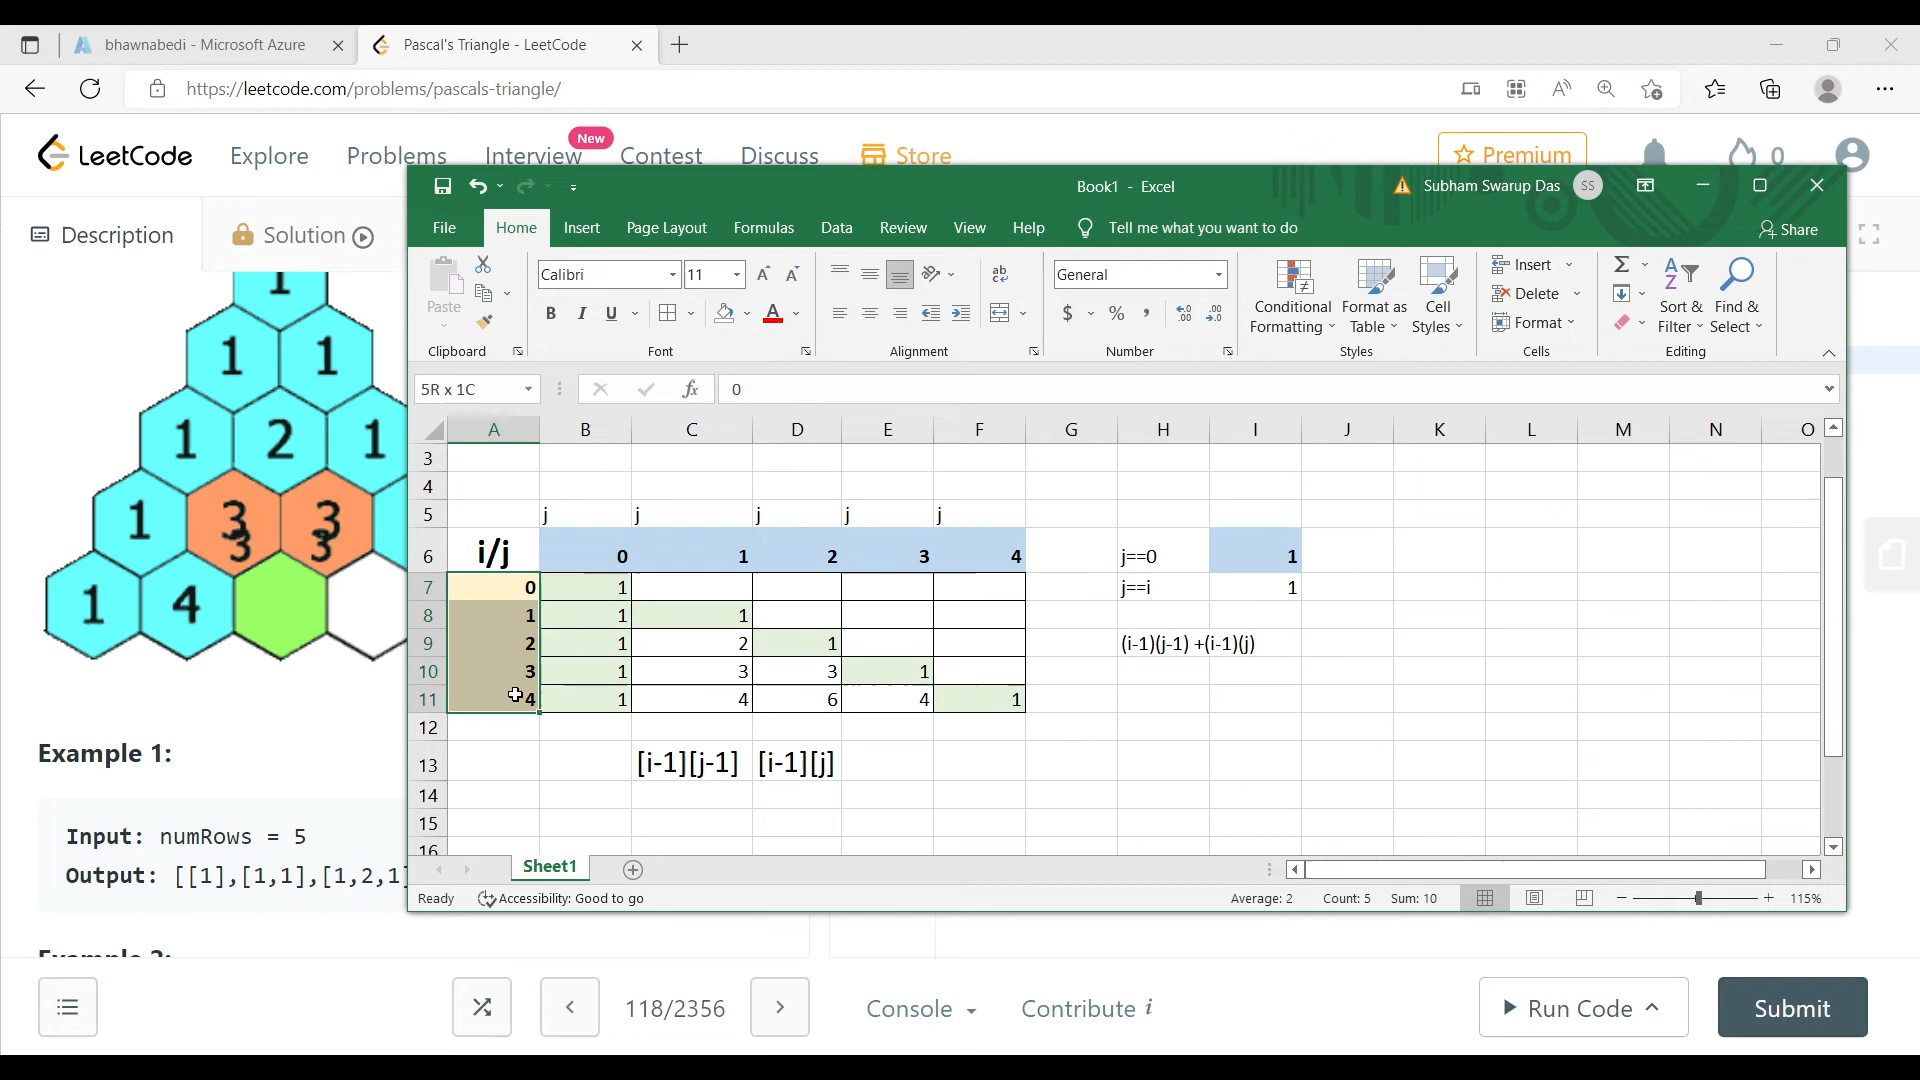 bhawnabedi - Microsoft Azure
Pascal's Triangle - LeetCode
https://leetcode.com/problems/pascals-triangle/
LeetCode
Explore
Problems
Interview
New
Contest
Discuss
Store
Premium
0
Description
Solution
1
1 1
1 2 1
1 3 3
3 3
1 4
Example 1:
Input: numRows = 5
Output: [[1],[1,1],[1,2,1]
Example 2:
Book1 - Excel
Subham Swarup Das
SS
File
Home
Insert
Page Layout
Formulas
Data
Review
View
Help
Tell me what you want to do
Share
Paste
Clipboard
Calibri
11
B I U
Font
Alignment
General
$ % ,
Number
Conditional Formatting
Format as Table
Cell Styles
Styles
Insert
Delete
Format
Cells
Sort & Filter
Find & Select
Editing
5R x 1C
fx
0
A B C D E F G H I J K L M N O
3
4
5 j j j j j
6 i/j 0 1 2 3 4 j==0 1
7 0 1 j==i 1
8 1 1 1
9 2 1 2 1 (i-1)(j-1) +(i-1)(j)
10 3 1 3 3 1
11 4 1 4 6 4 1
12
13 [i-1][j-1] [i-1][j]
14
15
16
Sheet1
Ready
Accessibility: Good to go
Average: 2
Count: 5
Sum: 10
115%
118/2356
Console
Contribute i
Run Code
Submit